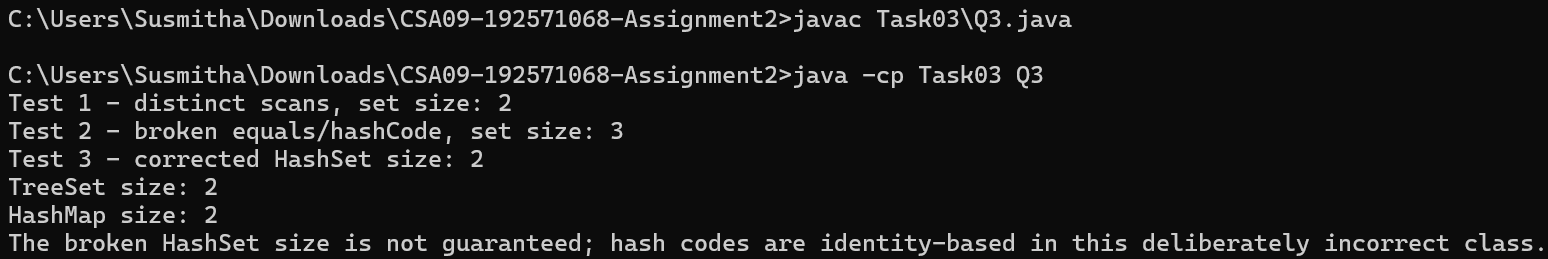 C:\Users\Susmitha\Downloads\CSA09-192571068-Assignment2>javac Task03\Q3.java
C:\Users\Susmitha\Downloads\CSA09-192571068-Assignment2>java -cp Task03 Q3
Test 1 - distinct scans, set size: 2
Test 2 - broken equals/hashCode, set size: 3
Test 3 - corrected HashSet size: 2
TreeSet size: 2
HashMap size: 2
The broken HashSet size is not guaranteed; hash codes are identity-based in this deliberately incorrect class.